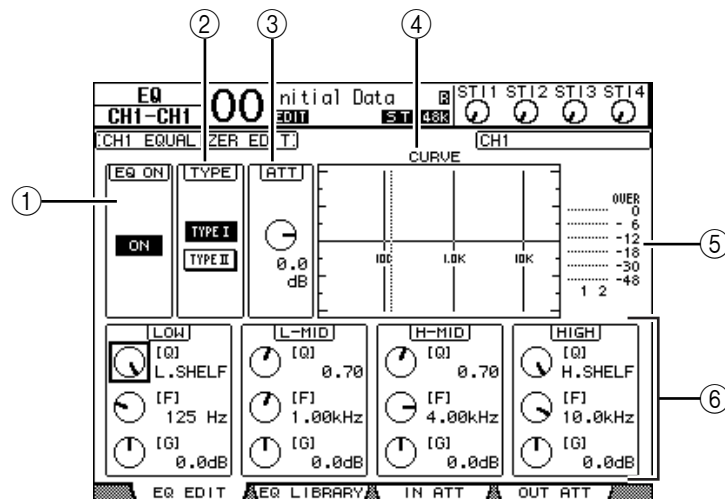 ② ③ ④
EQ
CH1-CH1
00
nitial Data R
EDIT ST 48K
STI1 STI2 STI3 STI4
CH1 EQUALIZER EDIT
CH1
EQ ON TYPE ATT CURVE
①
ON
TYPE I
TYPE II
0.0
dB
100 1.0K 10K
OVER
0
- 6
-12
-18
-30
-48
1 2
⑤
LOW L-MID H-MID HIGH
[Q] [Q] [Q] [Q]
L.SHELF 0.70 0.70 H.SHELF
⑥
[F] [F] [F] [F]
125 Hz 1.00kHz 4.00kHz 10.0kHz
[G] [G] [G] [G]
0.0dB 0.0dB 0.0dB 0.0dB
EQ EDIT EQ LIBRARY IN ATT OUT ATT